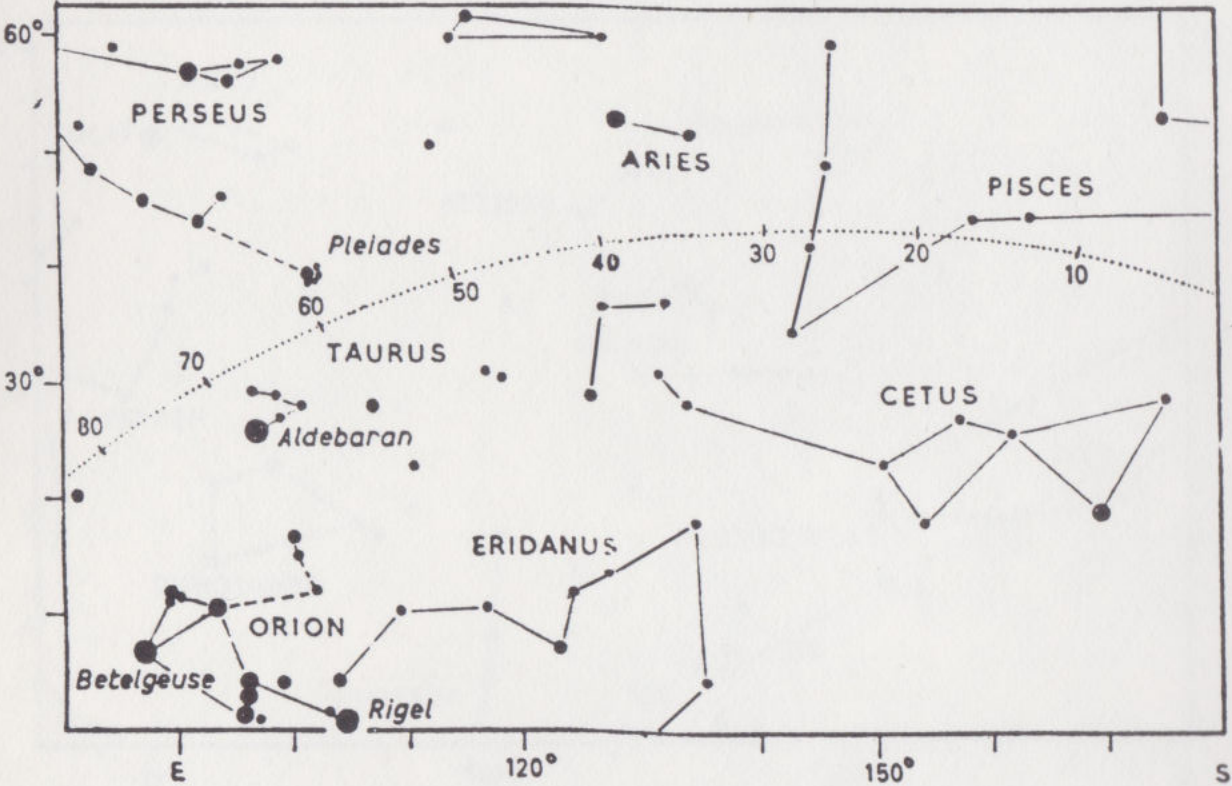 60°
PERSEUS
ARIES
PISCES
Pleiades
60
50
40
30
20
10
70
TAURUS
30°
80
CETUS
Aldebaran
ERIDANUS
ORION
Betelgeuse
Rigel
E
120°
150°
S